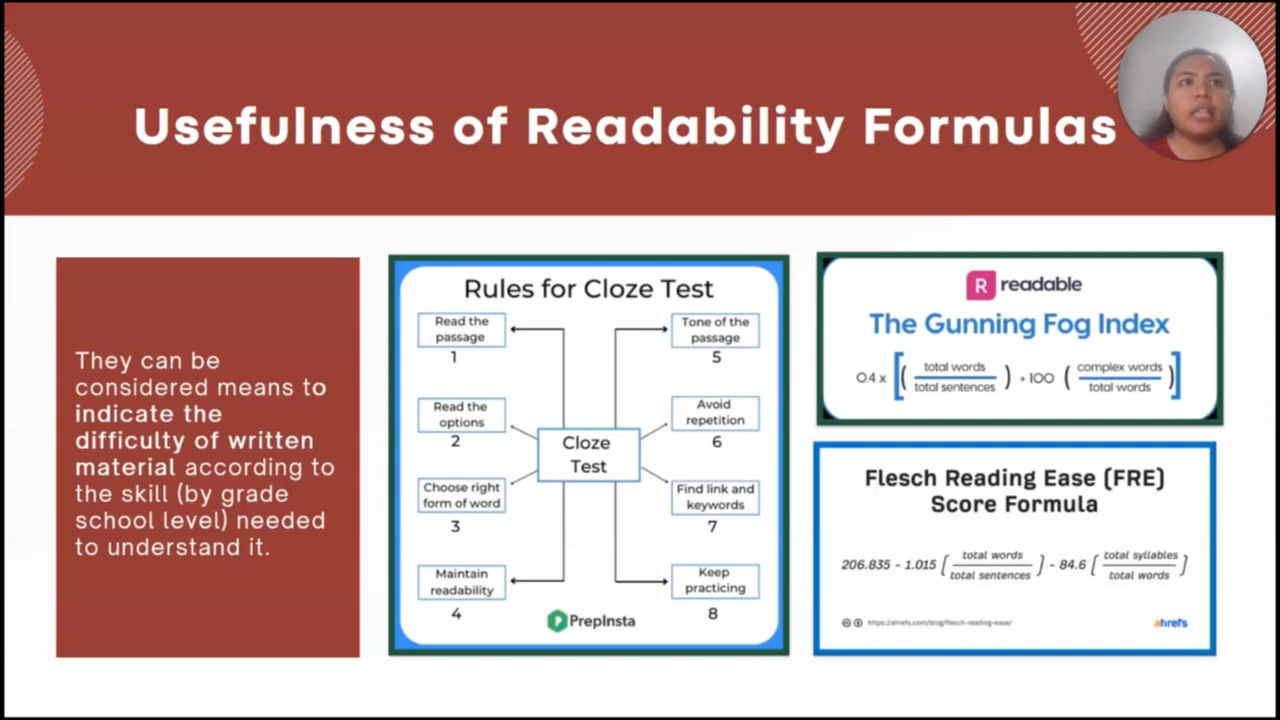 Usefulness of Readability Formulas
They can be
considered means to
indicate the
difficulty of written
material according to
the skill (by grade
school level) needed
to understand it.
Rules for Cloze Test
Read the
passage
1
Read the
options
2
Choose right
form of word
3
Maintain
readability
4
Cloze
Test
Tone of the
passage
5
Avoid
repetition
6
Find link and
keywords
7
Keep
practicing
8
PrepInsta
R readable
The Gunning Fog Index
0.4 x [ ( total words / total sentences ) + 100 ( complex words / total words ) ]
Flesch Reading Ease (FRE)
Score Formula
206.835 - 1.015 ( total words / total sentences ) - 84.6 ( total syllables / total words )
https://ahrefs.com/blog/flesch-reading-ease/
ahrefs